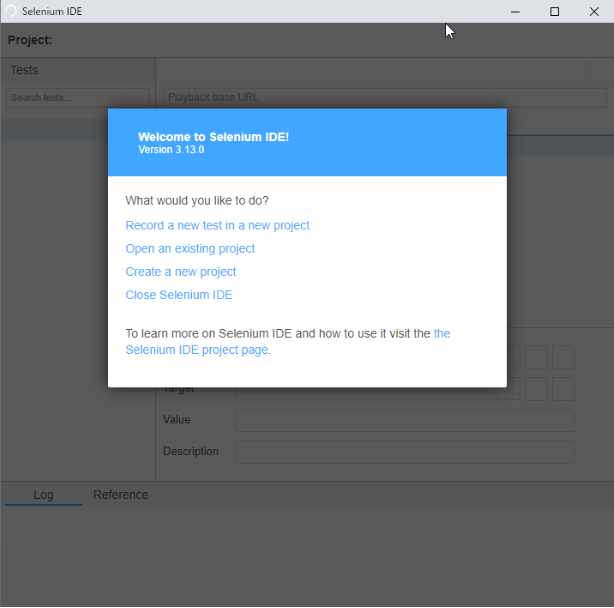 Selenium IDE
Project:
Tests
Search tests...
Playback base URL
Welcome to Selenium IDE!
Version 3.13.0
What would you like to do?
Record a new test in a new project
Open an existing project
Create a new project
Close Selenium IDE
To learn more on Selenium IDE and how to use it visit the the
Selenium IDE project page.
Target
Value
Description
Log Reference